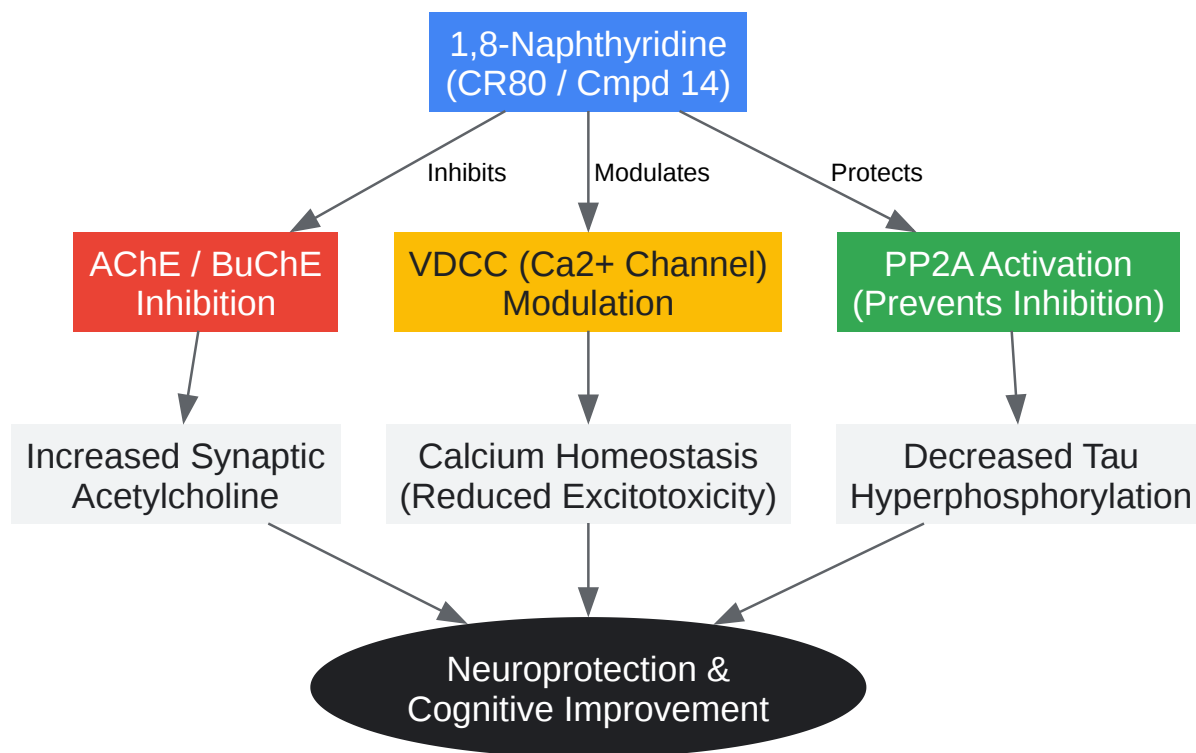 1,8-Naphthyridine
(CR80 / Cmpd 14)
Inhibits
Modulates
Protects
AChE / BuChE
Inhibition
VDCC (Ca2+ Channel)
Modulation
PP2A Activation
(Prevents Inhibition)
Increased Synaptic
Acetylcholine
Calcium Homeostasis
(Reduced Excitotoxicity)
Decreased Tau
Hyperphosphorylation
Neuroprotection &
Cognitive Improvement